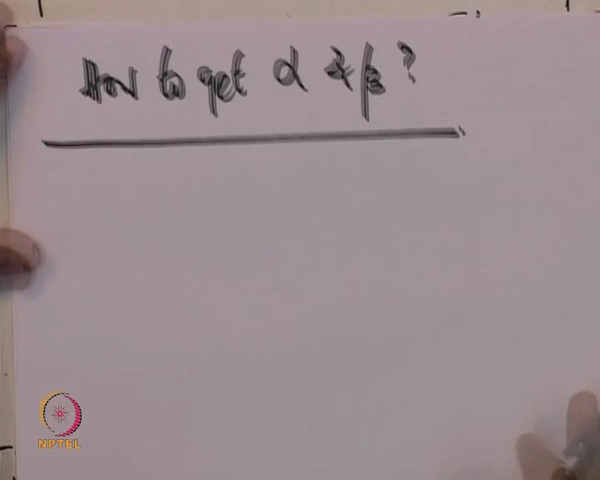 How to get α & β?
NPTEL